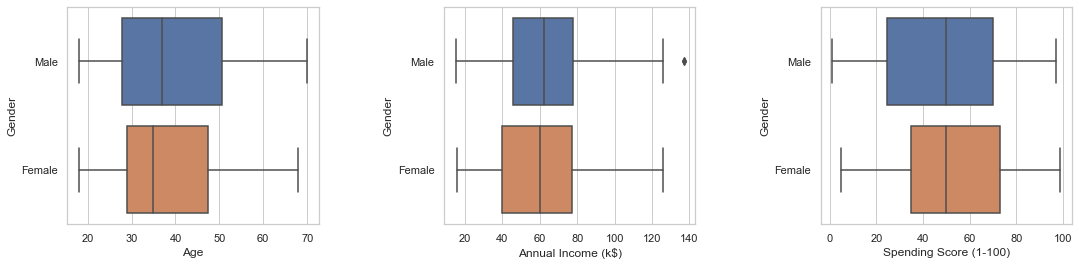 Gender
Male
Female
20 30 40 50 60 70
Age
Gender
Male
Female
20 40 60 80 100 120 140
Annual Income (k$)
Gender
Male
Female
0 20 40 60 80 100
Spending Score (1-100)